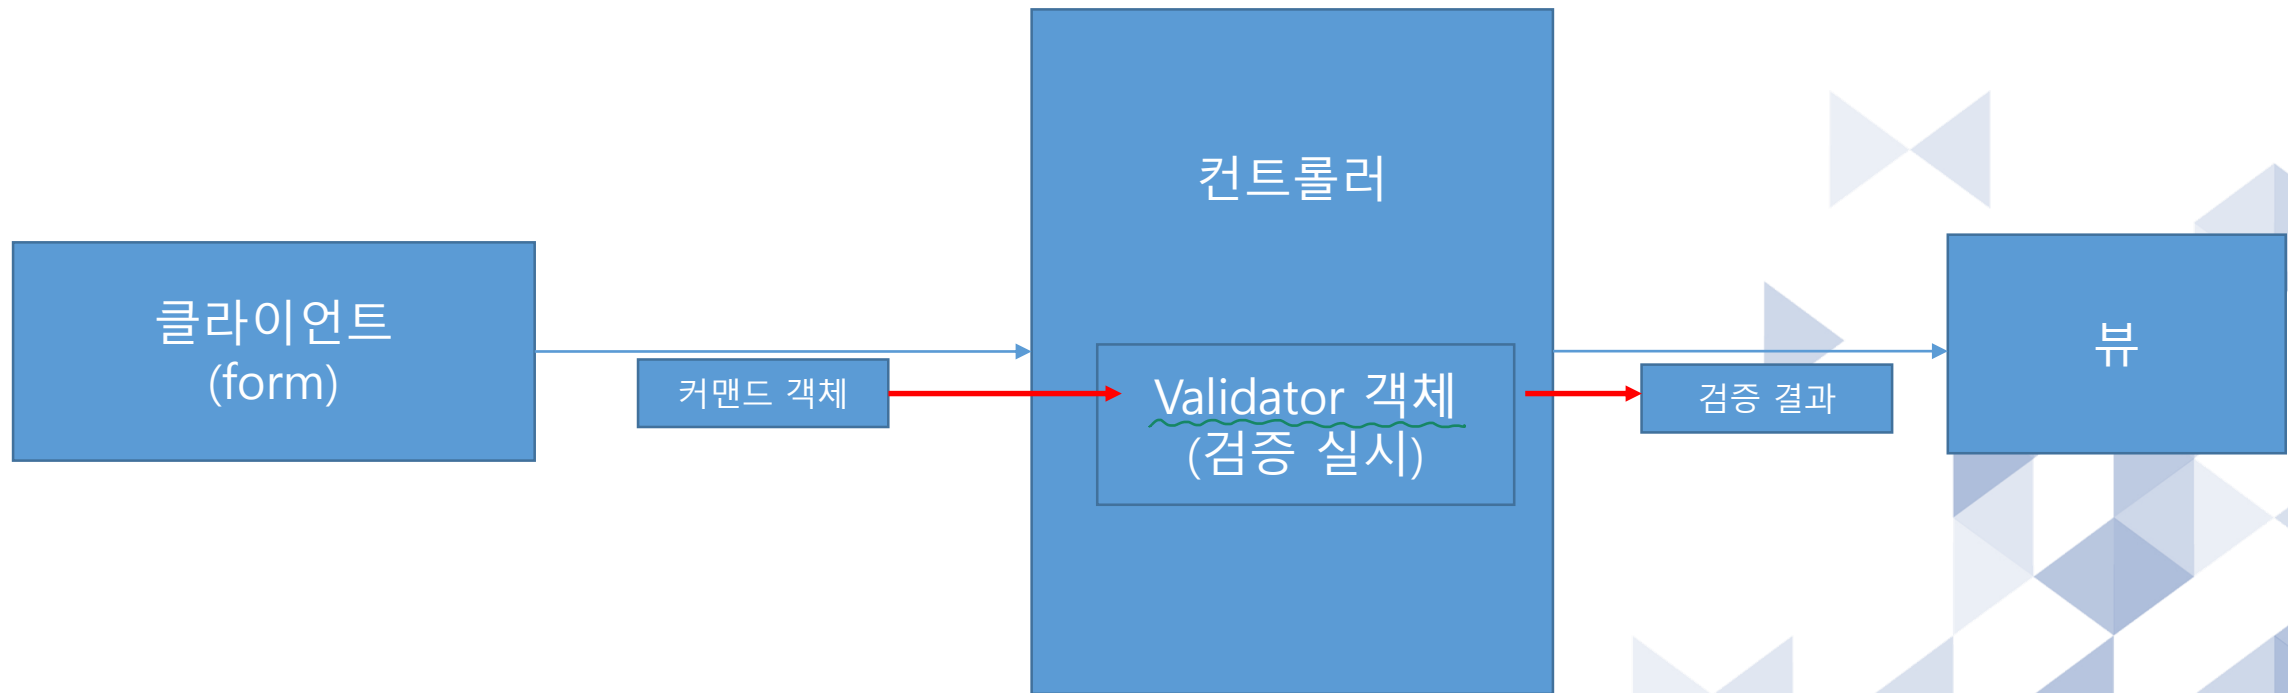 클라이언트
(form)
커맨드 객체
컨트롤러
Validator 객체
(검증 실시)
검증 결과
뷰